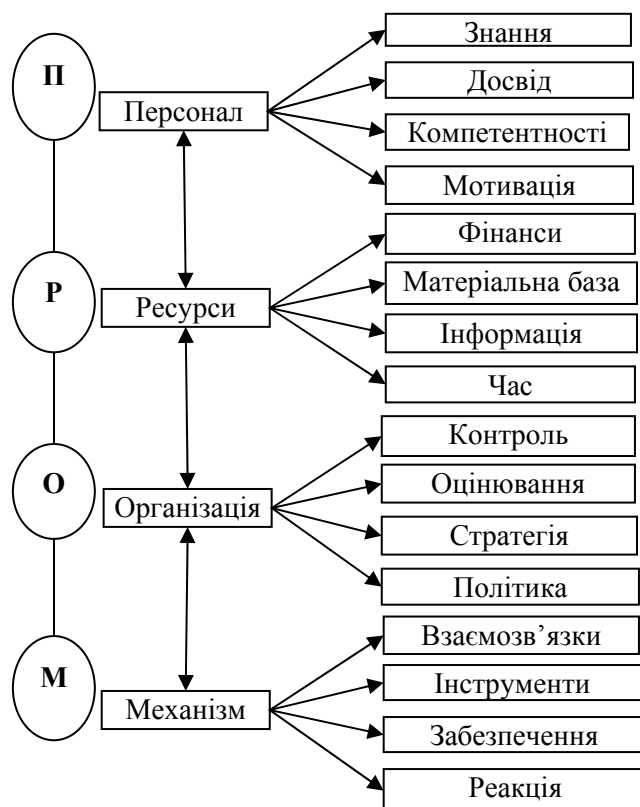 П
Персонал
Знання
Досвід
Компетентності
Мотивація
Р
Ресурси
Фінанси
Матеріальна база
Інформація
Час
О
Організація
Контроль
Оцінювання
Стратегія
Політика
М
Механізм
Взаємозв’язки
Інструменти
Забезпечення
Реакція